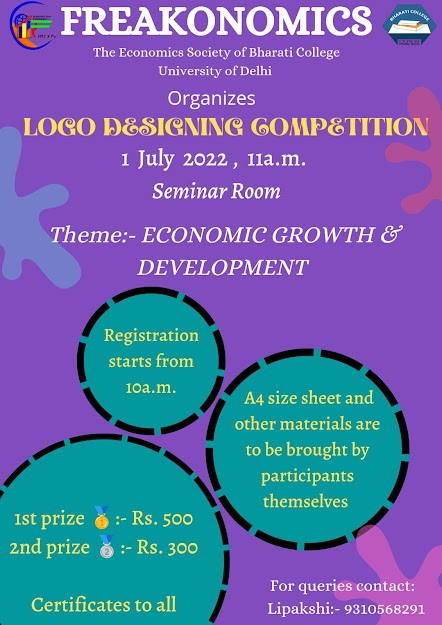 FREAKONOMICS
The Economics Society of Bharati College
University of Delhi
Organizes
LOGO DESIGNING COMPETITION
1 July 2022 , 11a.m.
Seminar Room
Theme:- ECONOMIC GROWTH &
DEVELOPMENT
Registration
starts from
10a.m.
A4 size sheet and
other materials are
to be brought by
participants
themselves
1st prize 🥇:- Rs. 500
2nd prize 🥈:- Rs. 300
Certificates to all
For queries contact:
Lipakshi:- 9310568291
BHARATI COLLEGE